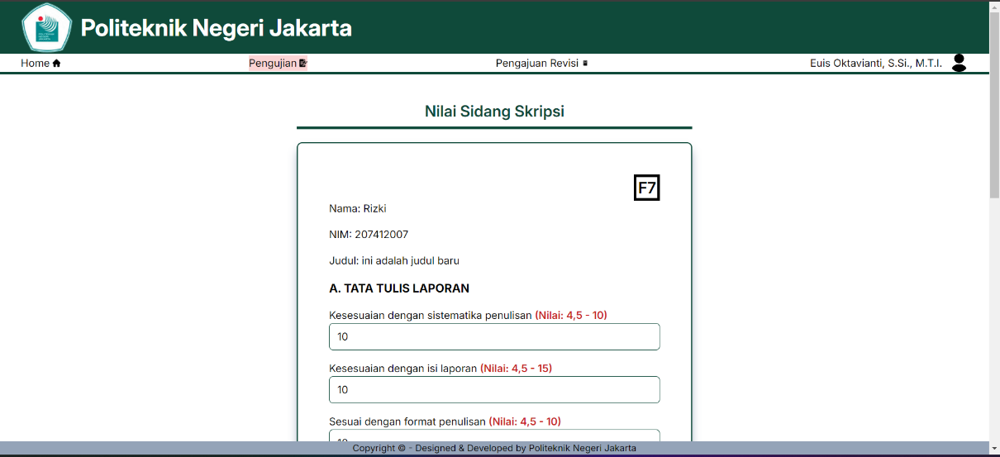 Politeknik Negeri Jakarta
Home
Pengujian
Pengajuan Revisi
Euis Oktavianti, S.Si., M.T.I.
Nilai Sidang Skripsi
F7
Nama: Rizki
NIM: 207412007
Judul: ini adalah judul baru
A. TATA TULIS LAPORAN
Kesesuaian dengan sistematika penulisan (Nilai: 4,5 - 10)
10
Kesesuaian dengan isi laporan (Nilai: 4,5 - 15)
10
Sesuai dengan format penulisan (Nilai: 4,5 - 10)
Copyright © - Designed & Developed by Politeknik Negeri Jakarta